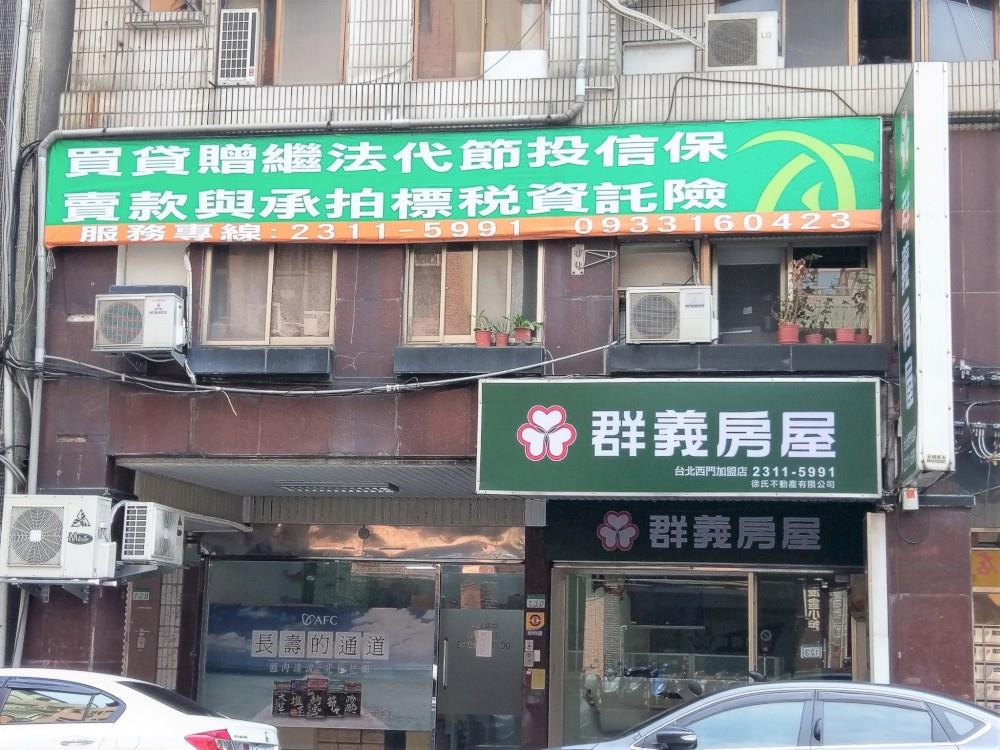 買貸贈繼法代節投信保
賣款與承拍標稅資託險
服務專線:2311-5991 0933160423
LG
群義房屋
台北西門加盟店 2311-5991
徐氏不動產有限公司
群義房屋
AFC
長壽的通道